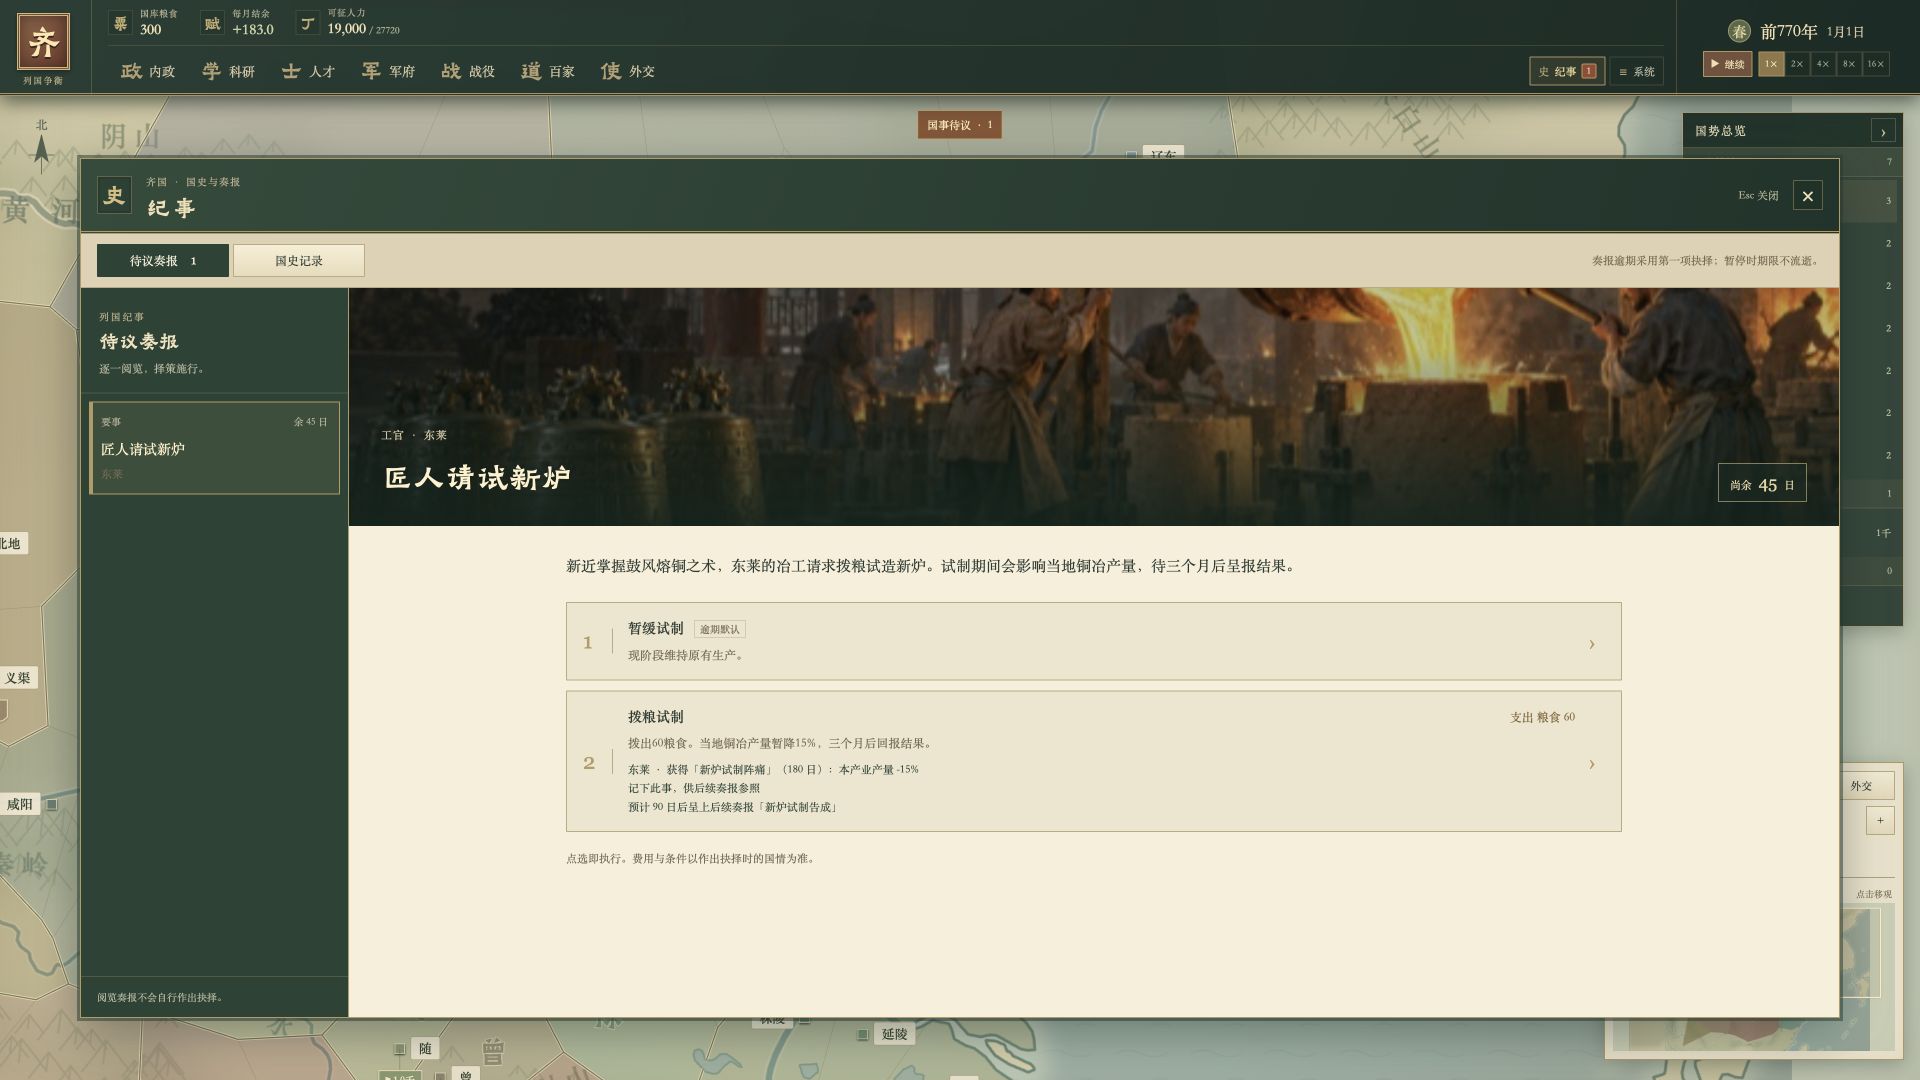 齐
列国争衡
粟 国库粮食 300
赋 每月结余 +183.0
丁 可征人力 19,000 / 27720
政 内政 学 科研 士 人才 军 军府 战 战役 道 百家 使 外交
史 纪事 1
≡ 系统
春 前770年 1月1日
▶ 继续 1× 2× 4× 8× 16×
北
阴山
国事待议 · 1
国势总览 ›
7
3
2
2
2
2
2
2
1
1千
0
黄河
史
齐国 · 国史与奏报
纪事
Esc 关闭 ×
待议奏报 1
国史记录
奏报逾期采用第一项抉择；暂停时期限不流逝。
列国纪事
待议奏报
逐一阅览，择策施行。
要事 余 45 日
匠人请试新炉
东莱
阅览奏报不会自行作出抉择。
工官 · 东莱
匠人请试新炉
尚余 45 日
新近掌握鼓风熔铜之术，东莱的冶工请求拨粮试造新炉。试制期间会影响当地铜冶产量，待三个月后呈报结果。
1
暂缓试制 逾期默认
现阶段维持原有生产。
›
2
拨粮试制 支出 粮食 60
拨出60粮食。当地铜冶产量暂降15%，三个月后回报结果。
东莱 · 获得「新炉试制阵痛」（180 日）：本产业产量 -15%
记下此事，供后续奏报参照
预计 90 日后呈上后续奏报「新炉试制告成」
›
点选即执行。费用与条件以作出抉择时的国情为准。
北地
义渠
咸阳
秦岭
外交
+
点击移观
延陵
随
曾
曾